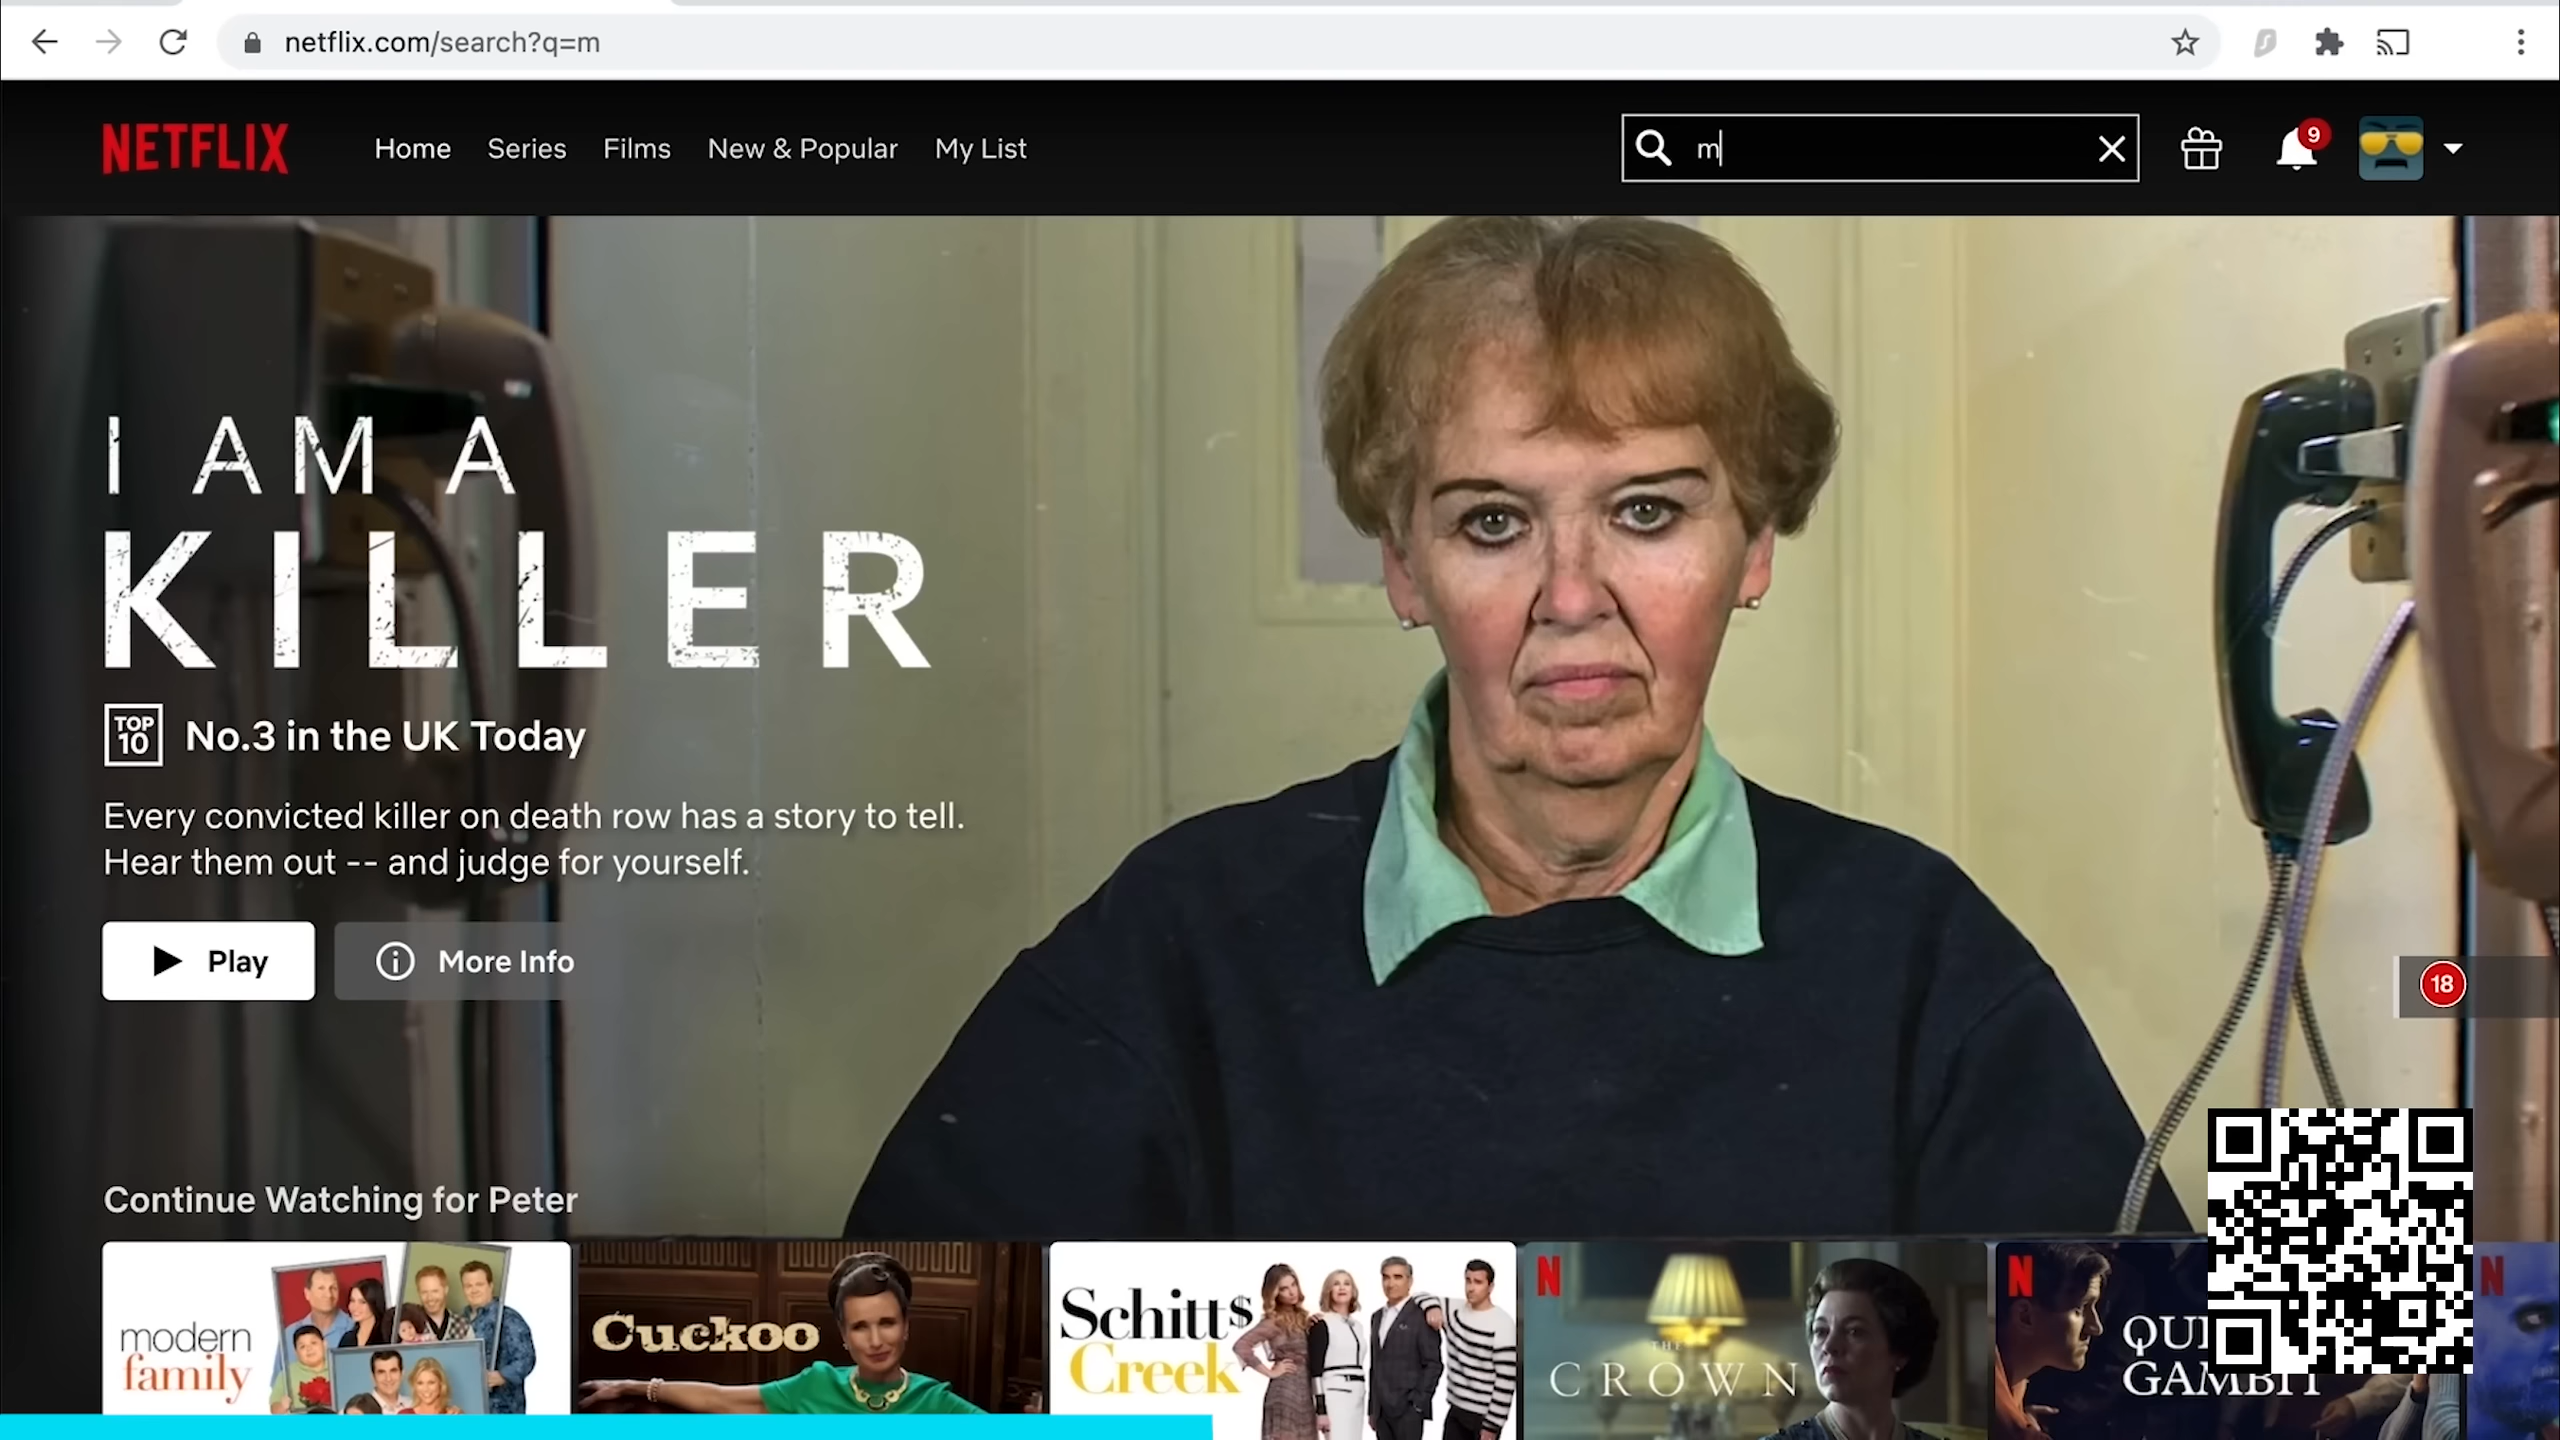 netflix.com/search?q=m
NETFLIX
Home
Series
Films
New & Popular
My List
m
9
I AM A
KILLER
TOP
10
No.3 in the UK Today
Every convicted killer on death row has a story to tell.
Hear them out -- and judge for yourself.
Play
More Info
18
Continue Watching for Peter
modern
family
Cuckoo
Schitt$
Creek
N
THE
CROWN
N
GAMBIT
N